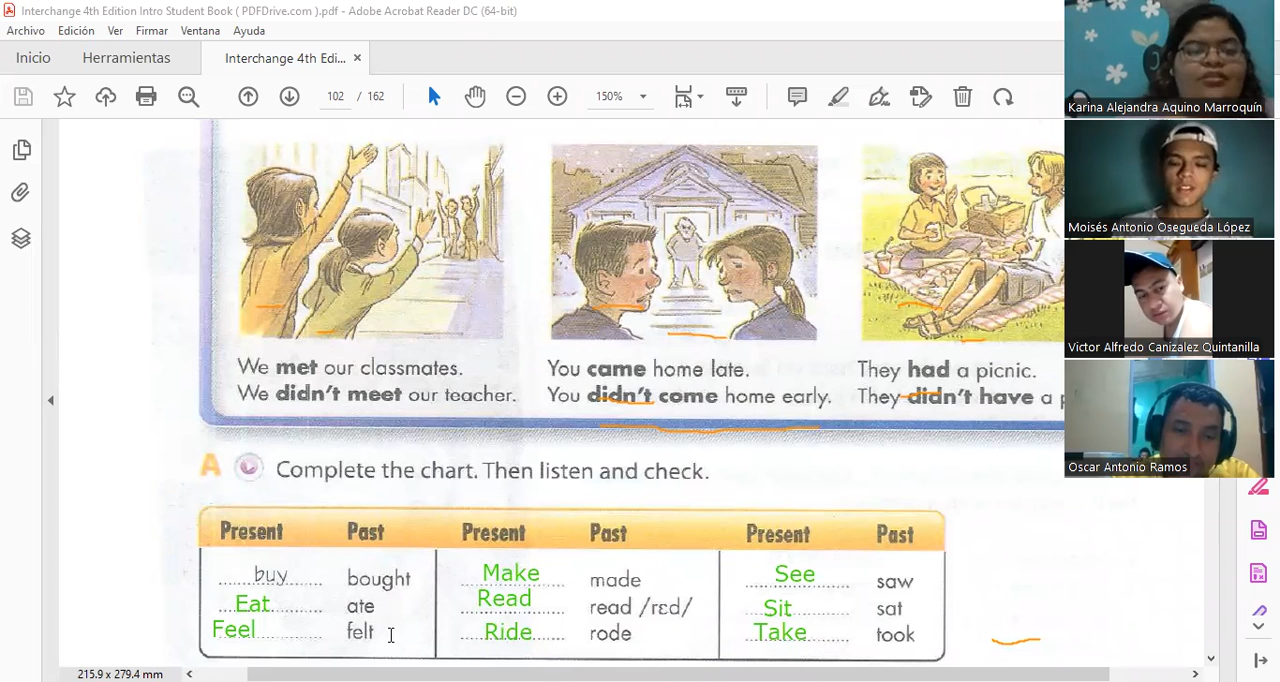 Interchange 4th Edition Intro Student Book ( PDFDrive.com ).pdf - Adobe Acrobat Reader DC (64-bit)
Archivo Edición Ver Firmar Ventana Ayuda
Inicio Herramientas Interchange 4th Edi... ×
102 / 162 150%
Karina Alejandra Aquino Marroquín
Moisés Antonio Osegueda López
Victor Alfredo Canizalez Quintanilla
Oscar Antonio Ramos
We met our classmates.
We didn't meet our teacher.
You came home late.
You didn't come home early.
They had a picnic.
They didn't have a
A Complete the chart. Then listen and check.
Present Past Present Past Present Past
buy bought Make made See saw
Eat ate Read read /rɛd/ Sit sat
Feel felt Ride rode Take took
215.9 x 279.4 mm